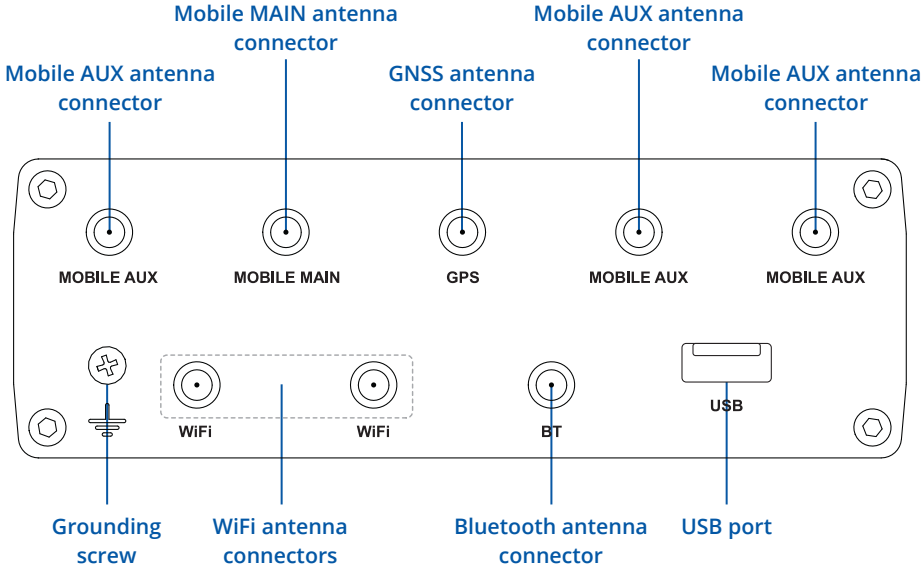 Mobile MAIN antenna
connector
Mobile AUX antenna
connector
Mobile AUX antenna
connector
GNSS antenna
connector
Mobile AUX antenna
connector
MOBILE AUX
MOBILE MAIN
GPS
MOBILE AUX
MOBILE AUX
WiFi
WiFi
BT
USB
Grounding
screw
WiFi antenna
connectors
Bluetooth antenna
connector
USB port